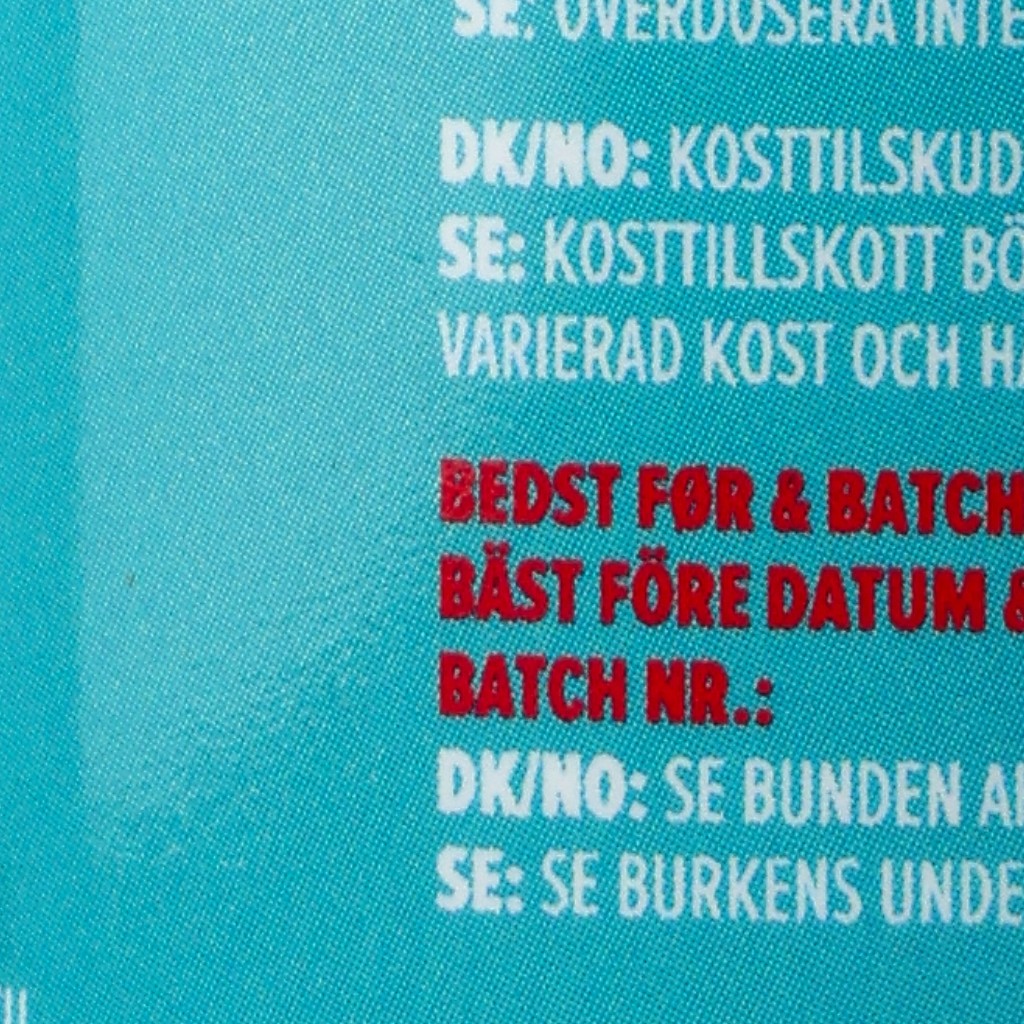 SE: OVERDOSERA INTE
DK/NO: KOSTTILSKUD
SE: KOSTTILLSKOTT BÖ
VARIERAD KOST OCH HÄ
BEDST FØR & BATCH
BÄST FÖRE DATUM &
BATCH NR.:
DK/NO: SE BUNDEN A
SE: SE BURKENS UNDE